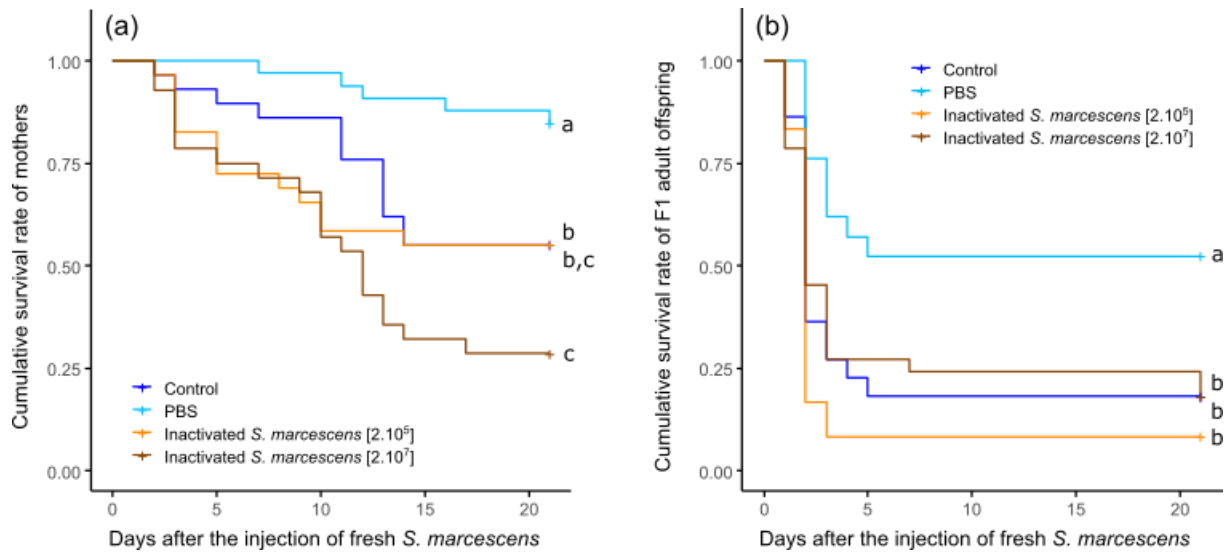 (a)
Cumulative survival rate of mothers
1.00
0.75
0.50
0.25
0.00
a
b
b,c
c
Control
PBS
Inactivated S. marcescens [2.10⁵]
Inactivated S. marcescens [2.10⁷]
0 5 10 15 20
Days after the injection of fresh S. marcescens
(b)
Cumulative survival rate of F1 adult offspring
1.00
0.75
0.50
0.25
0.00
Control
PBS
Inactivated S. marcescens [2.10⁵]
Inactivated S. marcescens [2.10⁷]
a
b
b
b
0 5 10 15 20
Days after the injection of fresh S. marcescens